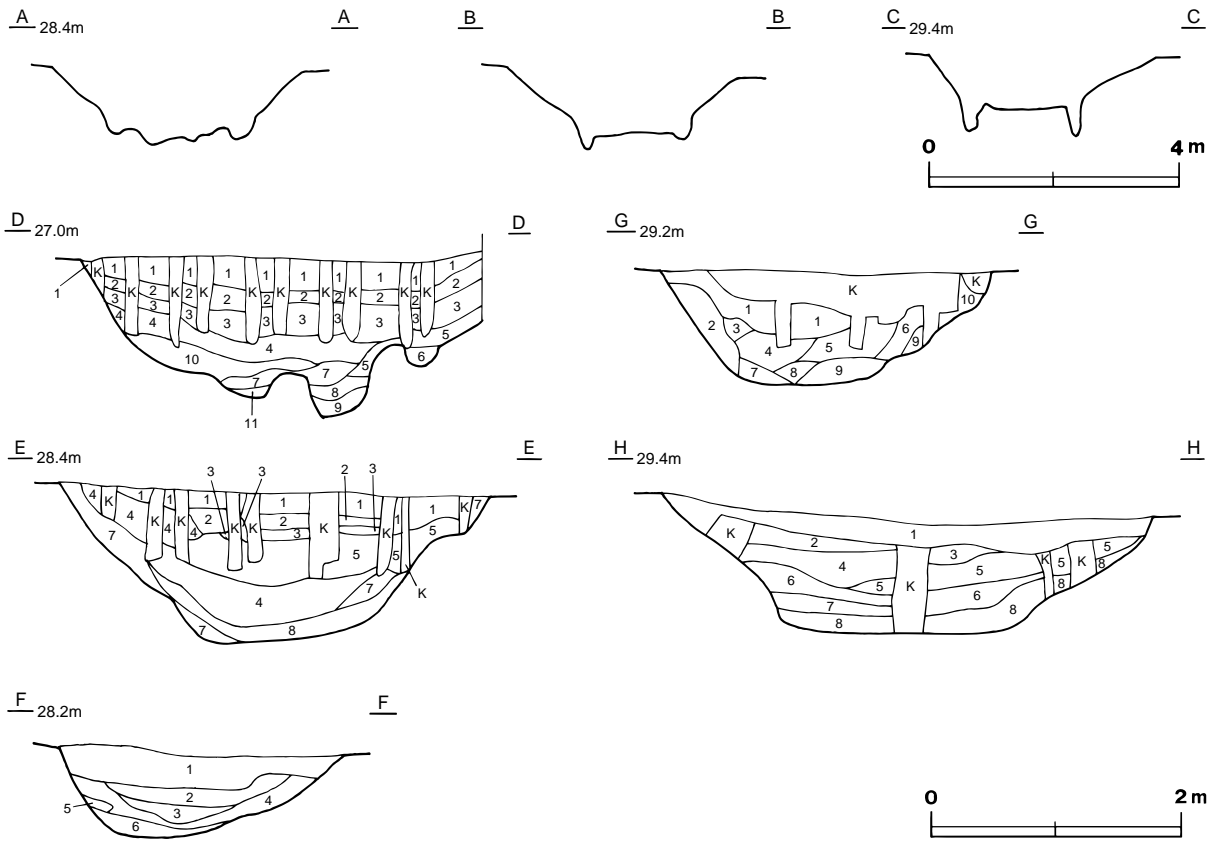 A 28.4m A B B C 29.4m C
0 4 m
D 27.0m D G 29.2m G
K 1 1 1 1 1 1 1 1 1 1
2 K 2 K 2 K 2 K 2 K 2 K 2 K 2 K 2 K 2
3 3 3 3 3 3 3 3 3 3
4 4 4 5
10 7 7 5 6
8
9
1
11
K K
10
1 1
2 3 6
4 5 9
7 8 9
E 28.4m E H 29.4m H
3 3 2 3
4 K 1 1 1 1 1 1 1 K 7
4 K 4 K 2 K K 2 K K 1 5
4 3 5 5
7 4 7 K
7 8
1
K 2 3 K 5 K 5
4 5 8 8
6 5 K 6
7 8
8
F 28.2m F
1
2
5 3 4
6
0 2 m